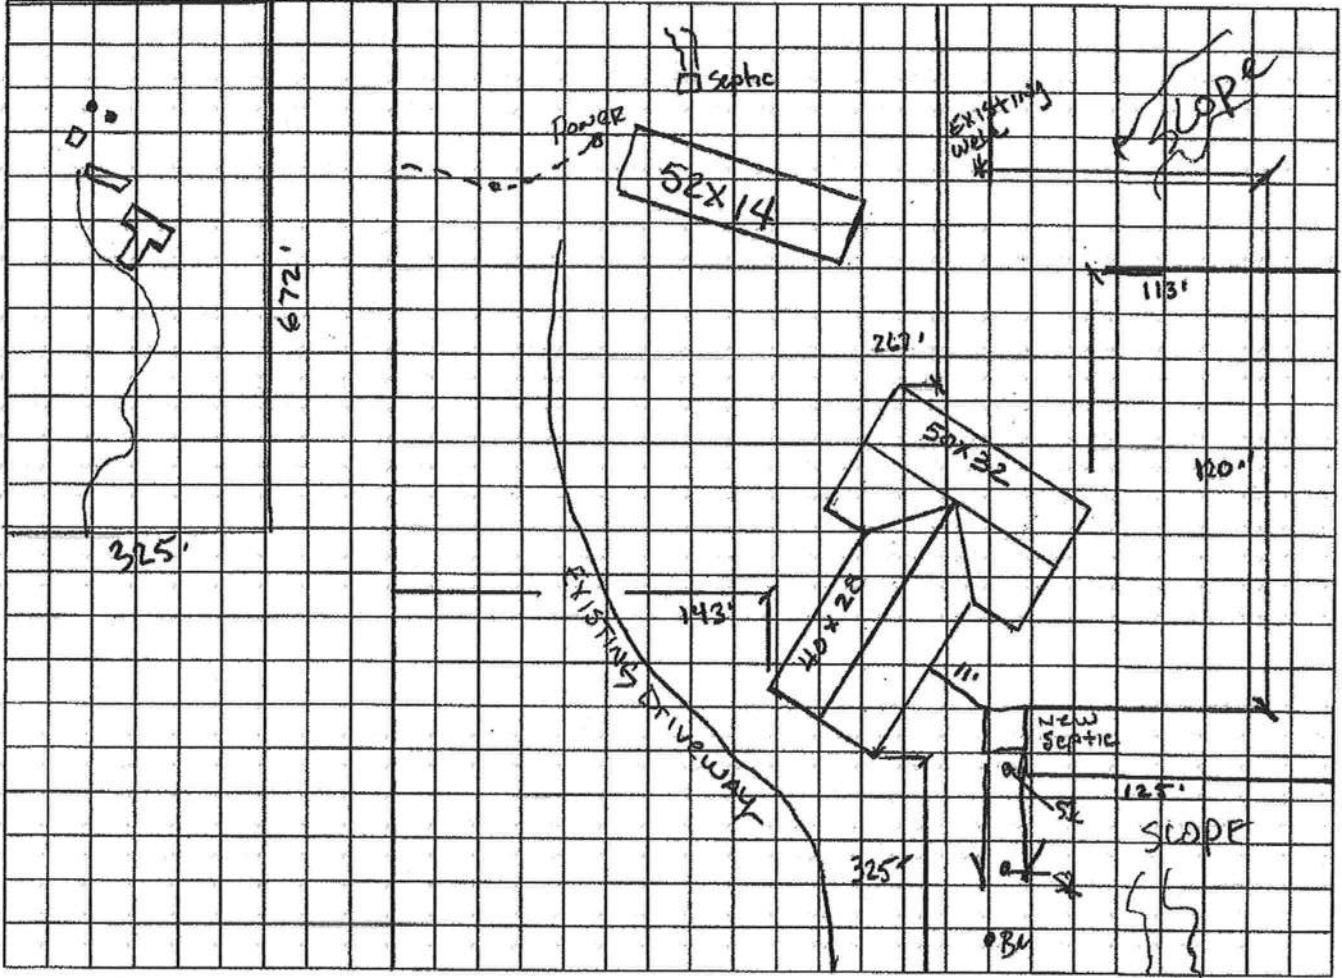 septic
POWER
EXISTING
WELL
SLOPE
52X14
672'
113'
267'
50X32
120'
325'
EXISTING DRIVEWAY
143'
40X28
11'
NEW
SEPTIC
125'
SLOPE
325'
BM